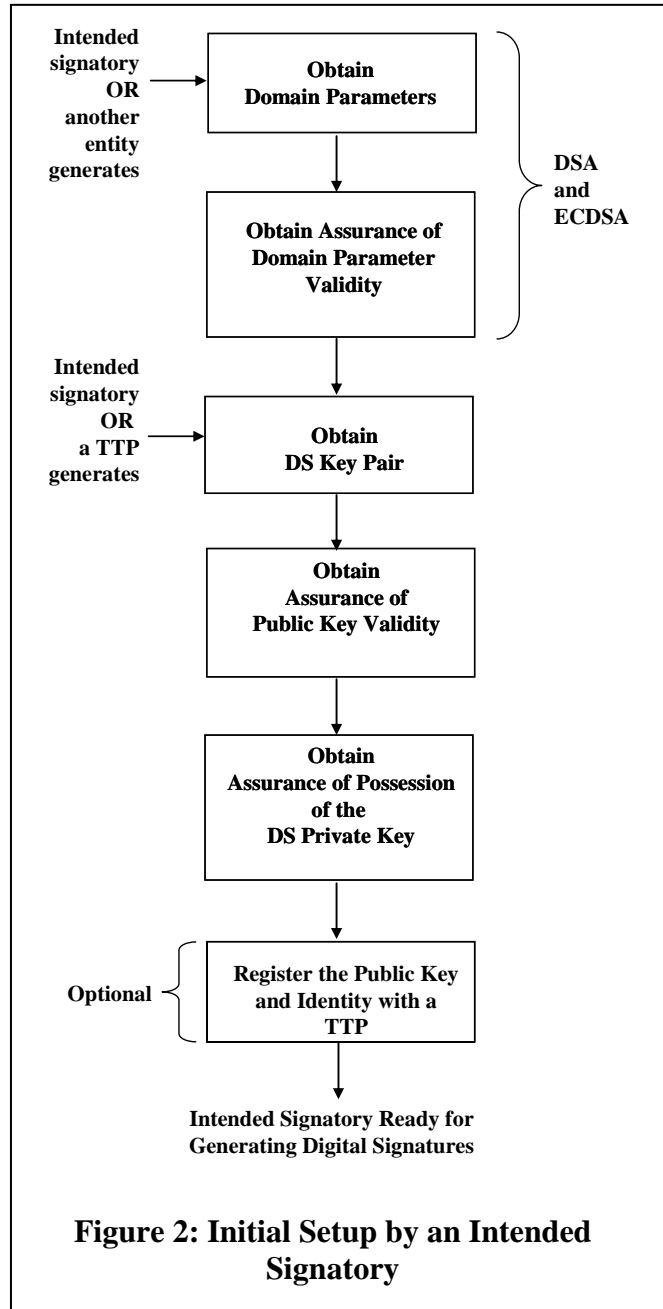 Intended
signatory
OR
another
entity
generates
Obtain
Domain Parameters
DSA
and
ECDSA
Obtain Assurance of
Domain Parameter
Validity
Intended
signatory
OR
a TTP
generates
Obtain
DS Key Pair
Obtain
Assurance of
Public Key Validity
Obtain
Assurance of Possession
of the
DS Private Key
Optional
Register the Public Key
and Identity with a
TTP
Intended Signatory Ready for
Generating Digital Signatures
Figure 2: Initial Setup by an Intended
Signatory